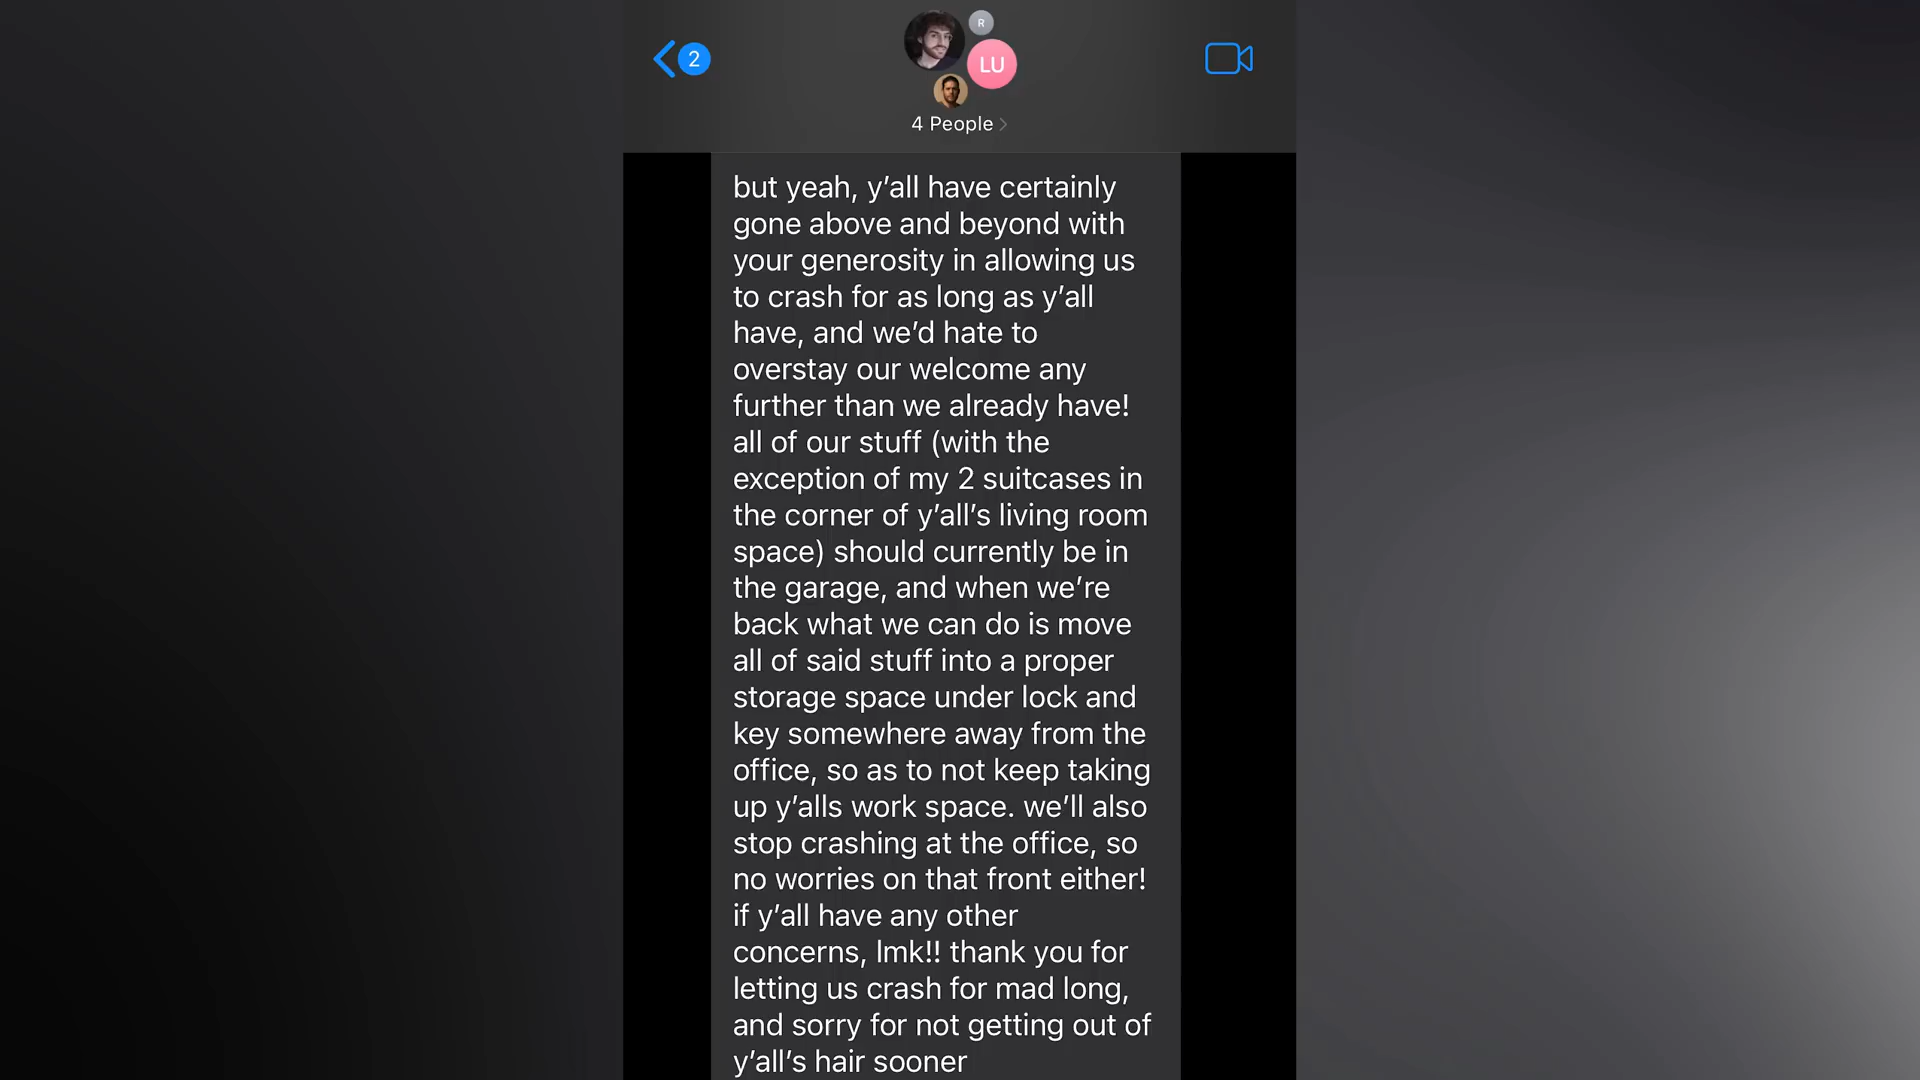 2
R
LU
4 People
but yeah, y’all have certainly
gone above and beyond with
your generosity in allowing us
to crash for as long as y’all
have, and we’d hate to
overstay our welcome any
further than we already have!
all of our stuff (with the
exception of my 2 suitcases in
the corner of y’all’s living room
space) should currently be in
the garage, and when we’re
back what we can do is move
all of said stuff into a proper
storage space under lock and
key somewhere away from the
office, so as to not keep taking
up y’alls work space. we’ll also
stop crashing at the office, so
no worries on that front either!
if y’all have any other
concerns, lmk!! thank you for
letting us crash for mad long,
and sorry for not getting out of
y’all’s hair sooner